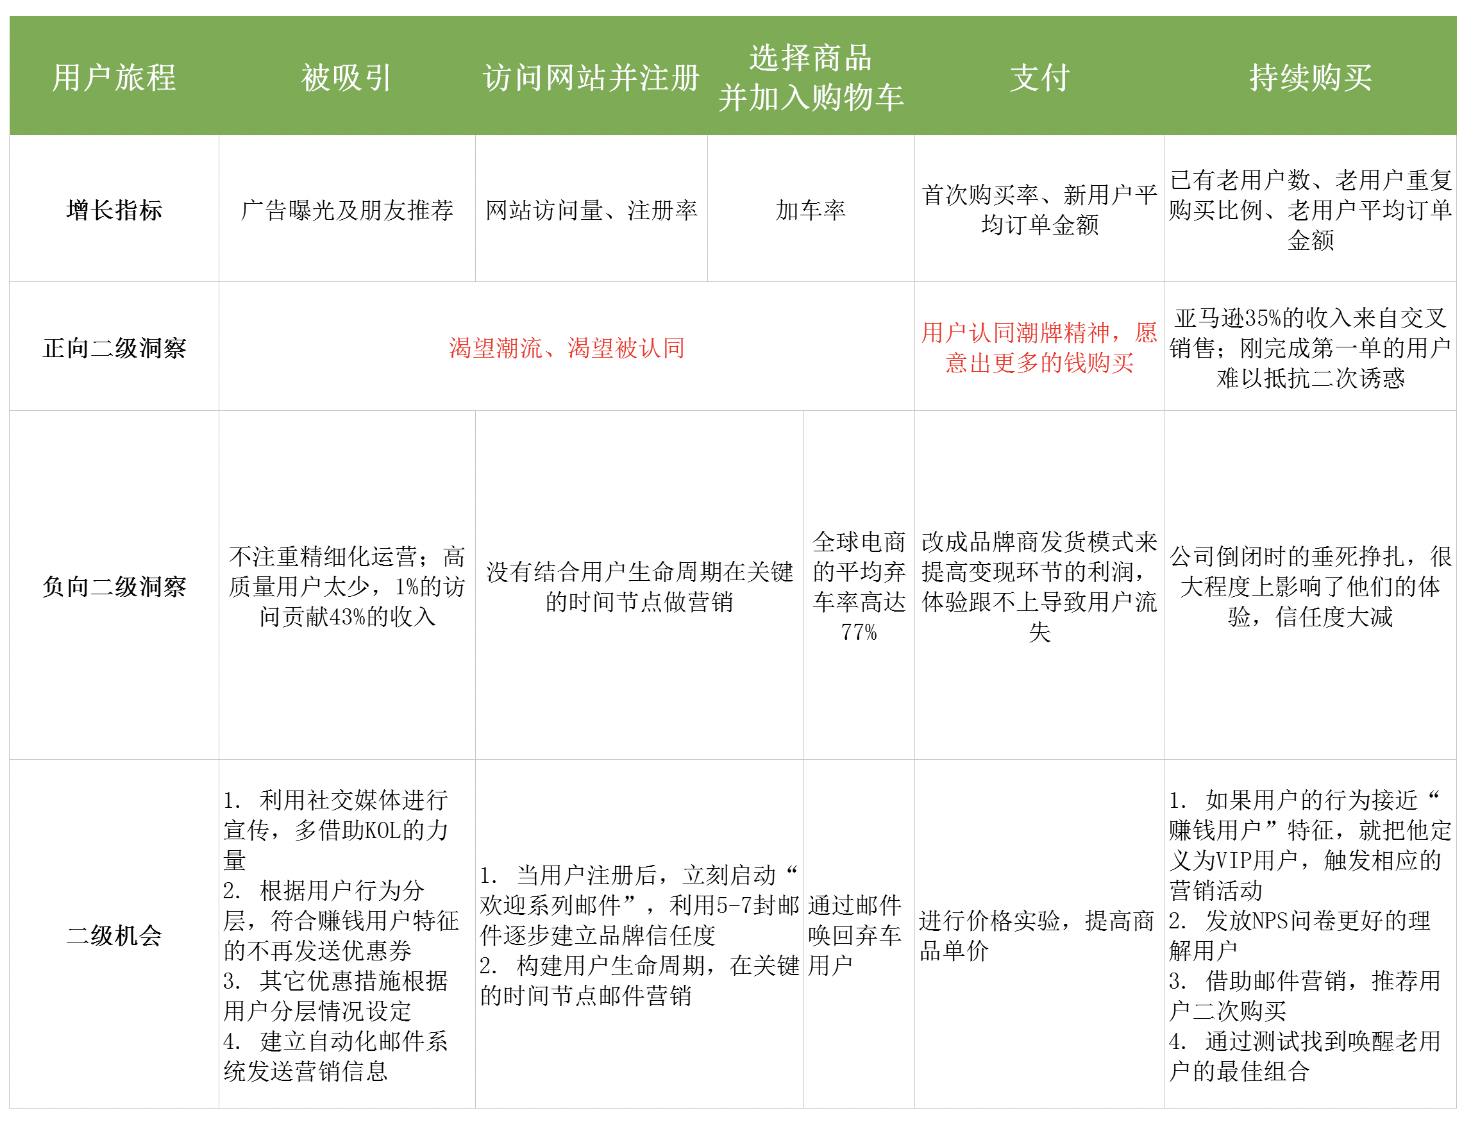 用户旅程
被吸引
访问网站并注册
选择商品
并加入购物车
支付
持续购买
增长指标
广告曝光及朋友推荐
网站访问量、注册率
加车率
首次购买率、新用户平
均订单金额
已有老用户数、老用户重复
购买比例、老用户平均订单
金额
正向二级洞察
渴望潮流、渴望被认同
用户认同潮牌精神，愿
意出更多的钱购买
亚马逊35%的收入来自交叉
销售；刚完成第一单的用户
难以抵抗二次诱惑
负向二级洞察
不注重精细化运营；高
质量用户太少，1%的访
问贡献43%的收入
没有结合用户生命周期在关键
的时间节点做营销
全球电商
的平均弃
车率高达
77%
改成品牌商发货模式来
提高变现环节的利润，
体验跟不上导致用户流
失
公司倒闭时的垂死挣扎，很
大程度上影响了他们的体
验，信任度大减
二级机会
1. 利用社交媒体进行
宣传，多借助KOL的力
量
2. 根据用户行为分
层，符合赚钱用户特征
的不再发送优惠券
3. 其它优惠措施根据
用户分层情况设定
4. 建立自动化邮件系
统发送营销信息
1. 当用户注册后，立刻启动“
欢迎系列邮件”，利用5-7封邮
件逐步建立品牌信任度
2. 构建用户生命周期，在关键
的时间节点邮件营销
通过邮件
唤回弃车
用户
进行价格实验，提高商
品单价
1. 如果用户的行为接近“
赚钱用户”特征，就把他定
义为VIP用户，触发相应的
营销活动
2. 发放NPS问卷更好的理
解用户
3. 借助邮件营销，推荐用
户二次购买
4. 通过测试找到唤醒老用
户的最佳组合